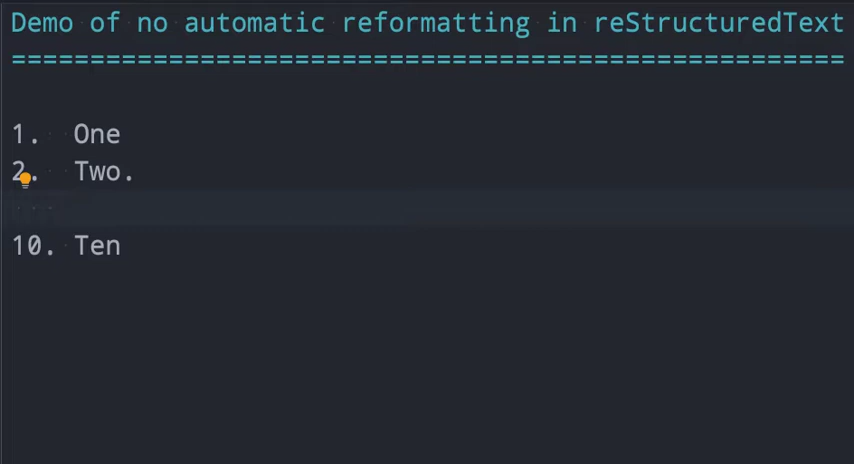 Demo of no automatic reformatting in reStructuredText
=====================================================
1.  One
2.  Two.
10. Ten